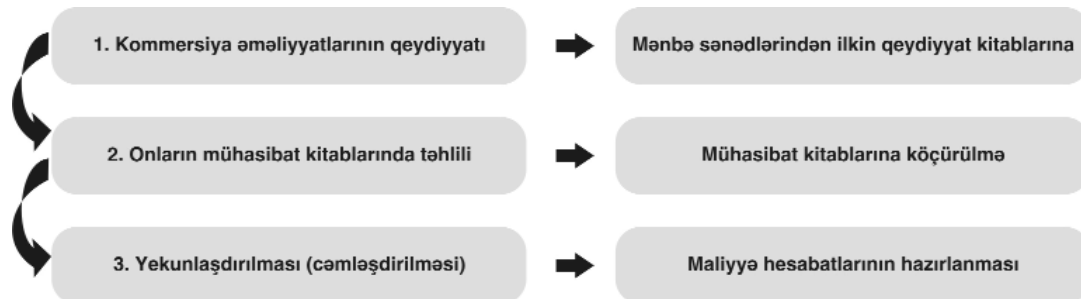 1. Kommersiya əməliyyatlarının qeydiyyatı
Mənbə sənədlərindən ilkin qeydiyyat kitablarına
2. Onların mühasibat kitablarında təhlili
Mühasibat kitablarına köçürülmə
3. Yekunlaşdırılması (cəmləşdirilməsi)
Maliyyə hesabatlarının hazırlanması